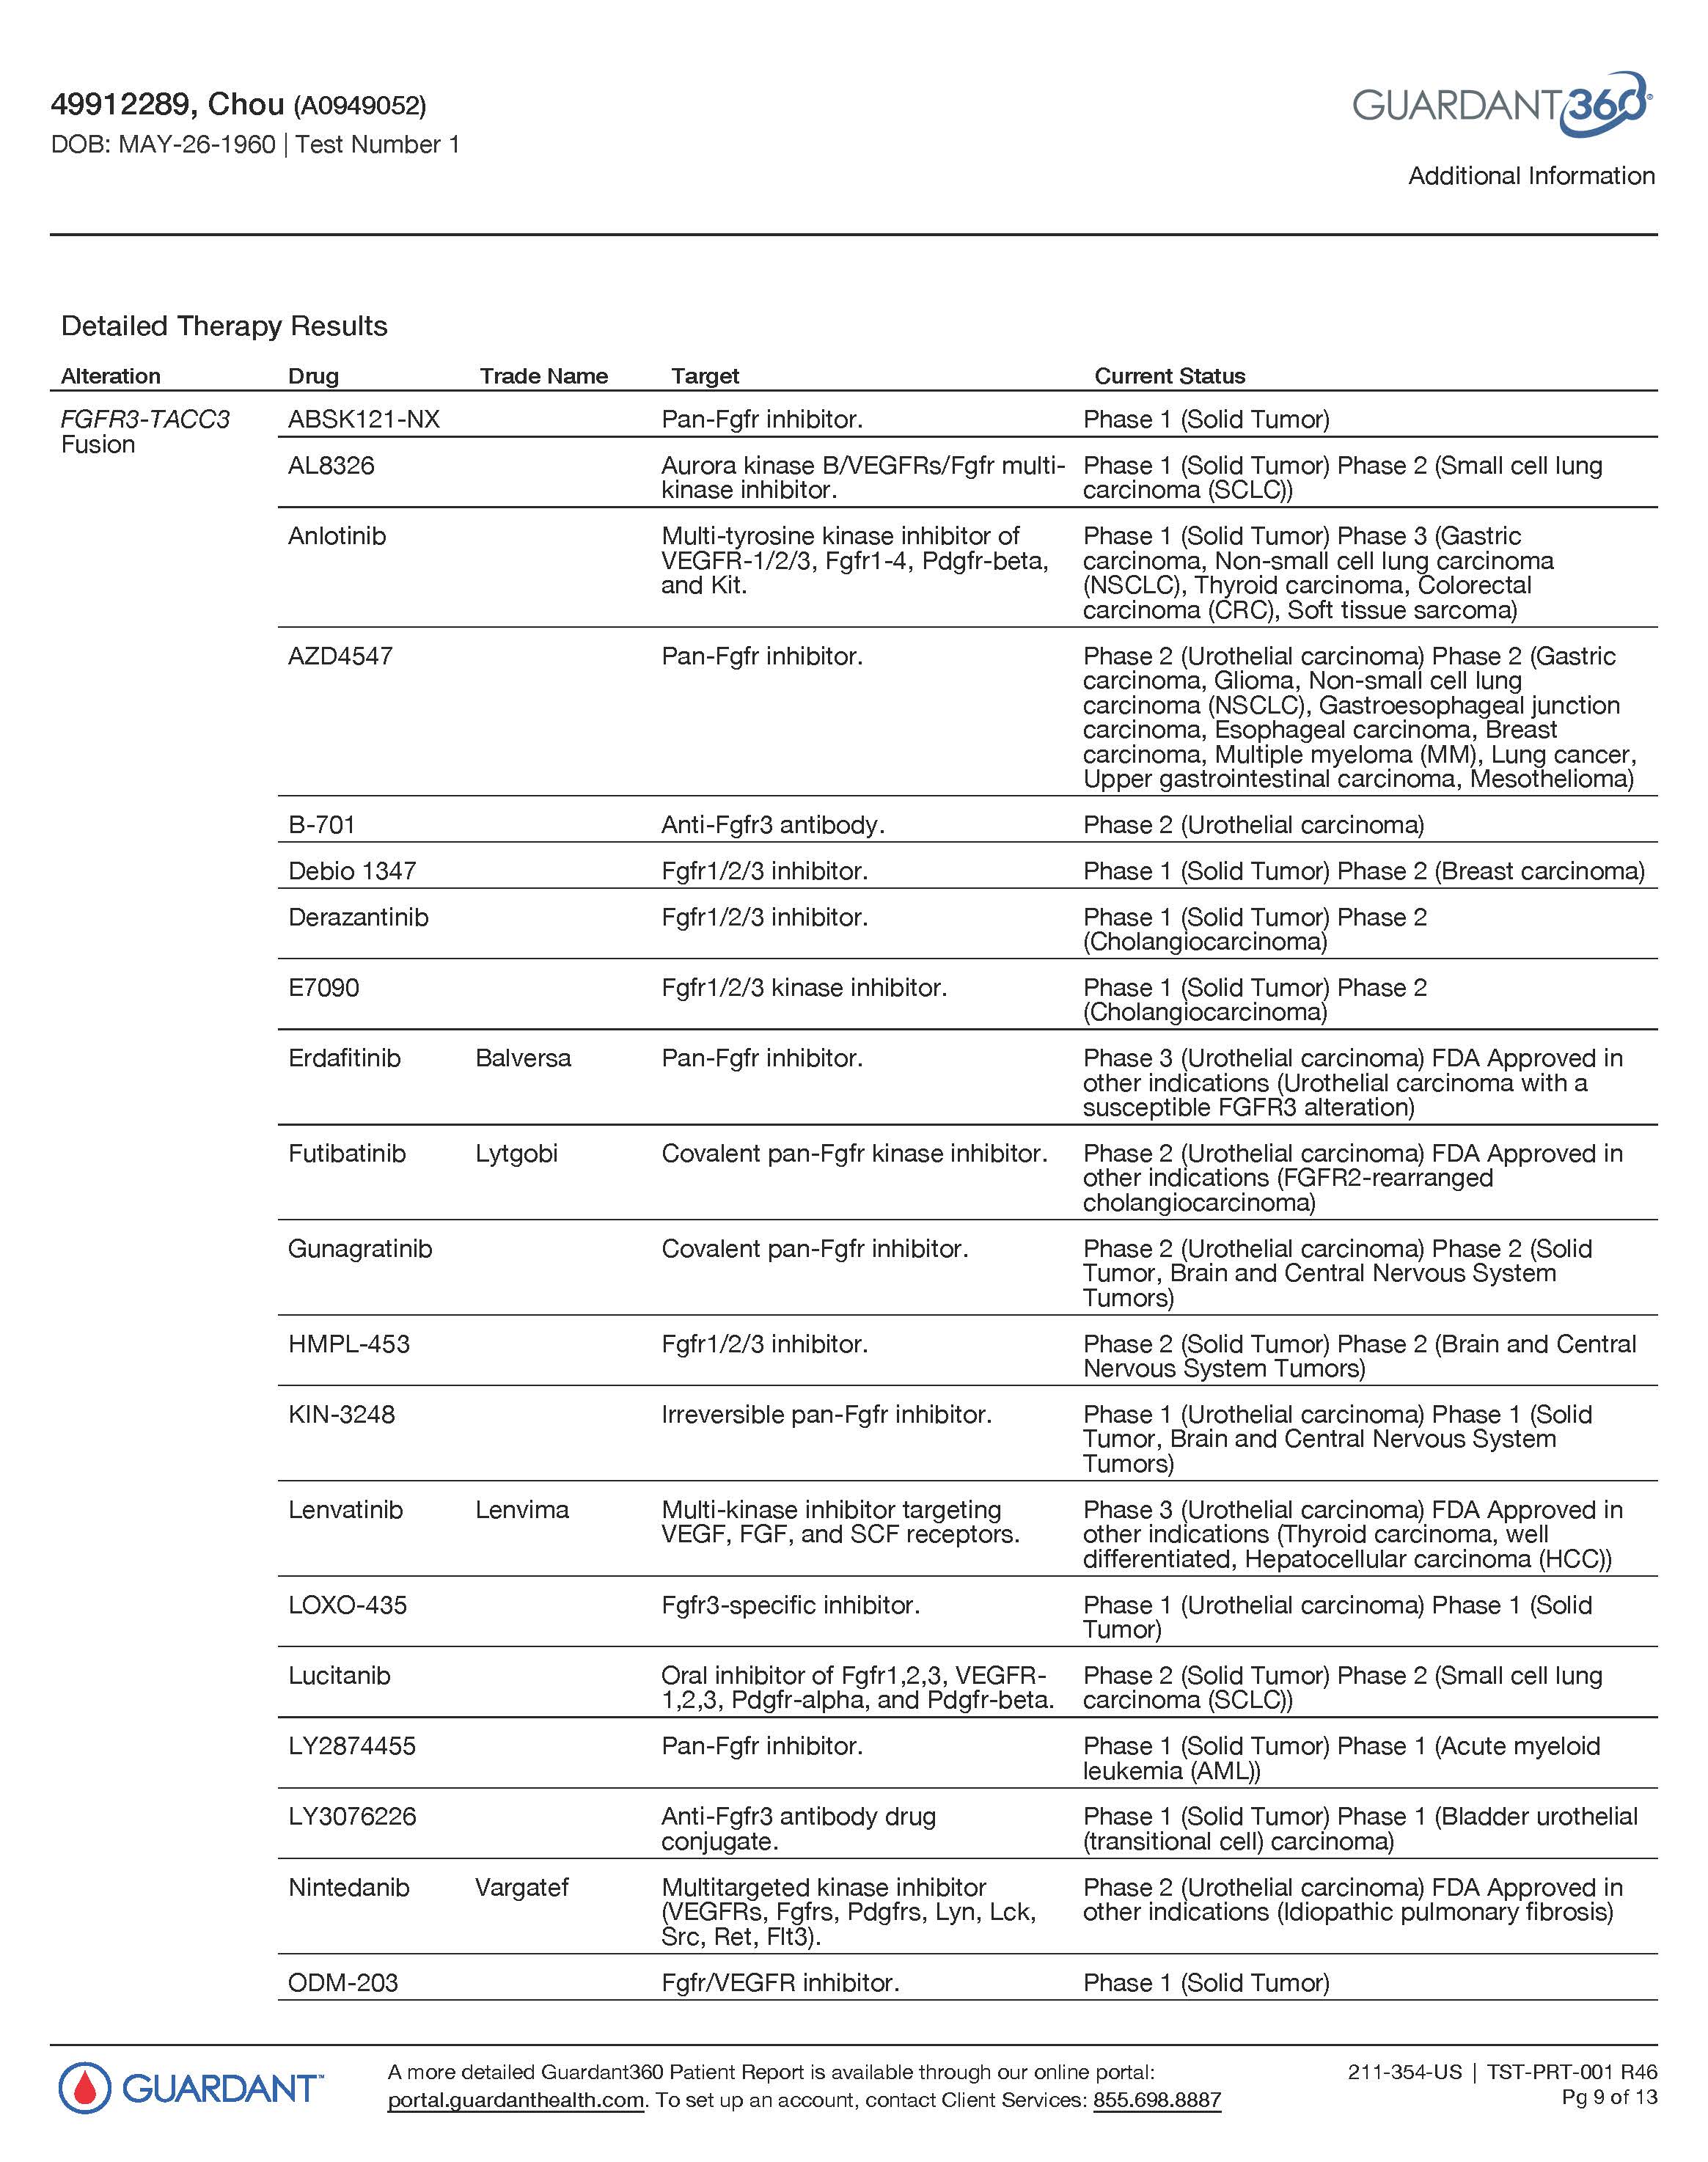 49912289, Chou (A0949052)
DOB: MAY-26-1960 | Test Number 1
GUARDANT360®
Additional Information
Detailed Therapy Results
Alteration Drug Trade Name Target Current Status
FGFR3-TACC3 ABSK121-NX Pan-Fgfr inhibitor. Phase 1 (Solid Tumor)
Fusion
AL8326 Aurora kinase B/VEGFRs/Fgfr multi- Phase 1 (Solid Tumor) Phase 2 (Small cell lung
kinase inhibitor. carcinoma (SCLC))
Anlotinib Multi-tyrosine kinase inhibitor of Phase 1 (Solid Tumor) Phase 3 (Gastric
VEGFR-1/2/3, Fgfr1-4, Pdgfr-beta, carcinoma, Non-small cell lung carcinoma
and Kit. (NSCLC), Thyroid carcinoma, Colorectal
carcinoma (CRC), Soft tissue sarcoma)
AZD4547 Pan-Fgfr inhibitor. Phase 2 (Urothelial carcinoma) Phase 2 (Gastric
carcinoma, Glioma, Non-small cell lung
carcinoma (NSCLC), Gastroesophageal junction
carcinoma, Esophageal carcinoma, Breast
carcinoma, Multiple myeloma (MM), Lung cancer,
Upper gastrointestinal carcinoma, Mesothelioma)
B-701 Anti-Fgfr3 antibody. Phase 2 (Urothelial carcinoma)
Debio 1347 Fgfr1/2/3 inhibitor. Phase 1 (Solid Tumor) Phase 2 (Breast carcinoma)
Derazantinib Fgfr1/2/3 inhibitor. Phase 1 (Solid Tumor) Phase 2
(Cholangiocarcinoma)
E7090 Fgfr1/2/3 kinase inhibitor. Phase 1 (Solid Tumor) Phase 2
(Cholangiocarcinoma)
Erdafitinib Balversa Pan-Fgfr inhibitor. Phase 3 (Urothelial carcinoma) FDA Approved in
other indications (Urothelial carcinoma with a
susceptible FGFR3 alteration)
Futibatinib Lytgobi Covalent pan-Fgfr kinase inhibitor. Phase 2 (Urothelial carcinoma) FDA Approved in
other indications (FGFR2-rearranged
cholangiocarcinoma)
Gunagratinib Covalent pan-Fgfr inhibitor. Phase 2 (Urothelial carcinoma) Phase 2 (Solid
Tumor, Brain and Central Nervous System
Tumors)
HMPL-453 Fgfr1/2/3 inhibitor. Phase 2 (Solid Tumor) Phase 2 (Brain and Central
Nervous System Tumors)
KIN-3248 Irreversible pan-Fgfr inhibitor. Phase 1 (Urothelial carcinoma) Phase 1 (Solid
Tumor, Brain and Central Nervous System
Tumors)
Lenvatinib Lenvima Multi-kinase inhibitor targeting Phase 3 (Urothelial carcinoma) FDA Approved in
VEGF, FGF, and SCF receptors. other indications (Thyroid carcinoma, well
differentiated, Hepatocellular carcinoma (HCC))
LOXO-435 Fgfr3-specific inhibitor. Phase 1 (Urothelial carcinoma) Phase 1 (Solid
Tumor)
Lucitanib Oral inhibitor of Fgfr1,2,3, VEGFR- Phase 2 (Solid Tumor) Phase 2 (Small cell lung
1,2,3, Pdgfr-alpha, and Pdgfr-beta. carcinoma (SCLC))
LY2874455 Pan-Fgfr inhibitor. Phase 1 (Solid Tumor) Phase 1 (Acute myeloid
leukemia (AML))
LY3076226 Anti-Fgfr3 antibody drug Phase 1 (Solid Tumor) Phase 1 (Bladder urothelial
conjugate. (transitional cell) carcinoma)
Nintedanib Vargatef Multitargeted kinase inhibitor Phase 2 (Urothelial carcinoma) FDA Approved in
(VEGFRs, Fgfrs, Pdgfrs, Lyn, Lck, other indications (Idiopathic pulmonary fibrosis)
Src, Ret, Flt3).
ODM-203 Fgfr/VEGFR inhibitor. Phase 1 (Solid Tumor)
GUARDANT™
A more detailed Guardant360 Patient Report is available through our online portal:
portal.guardanthealth.com. To set up an account, contact Client Services: 855.698.8887
211-354-US | TST-PRT-001 R46
Pg 9 of 13